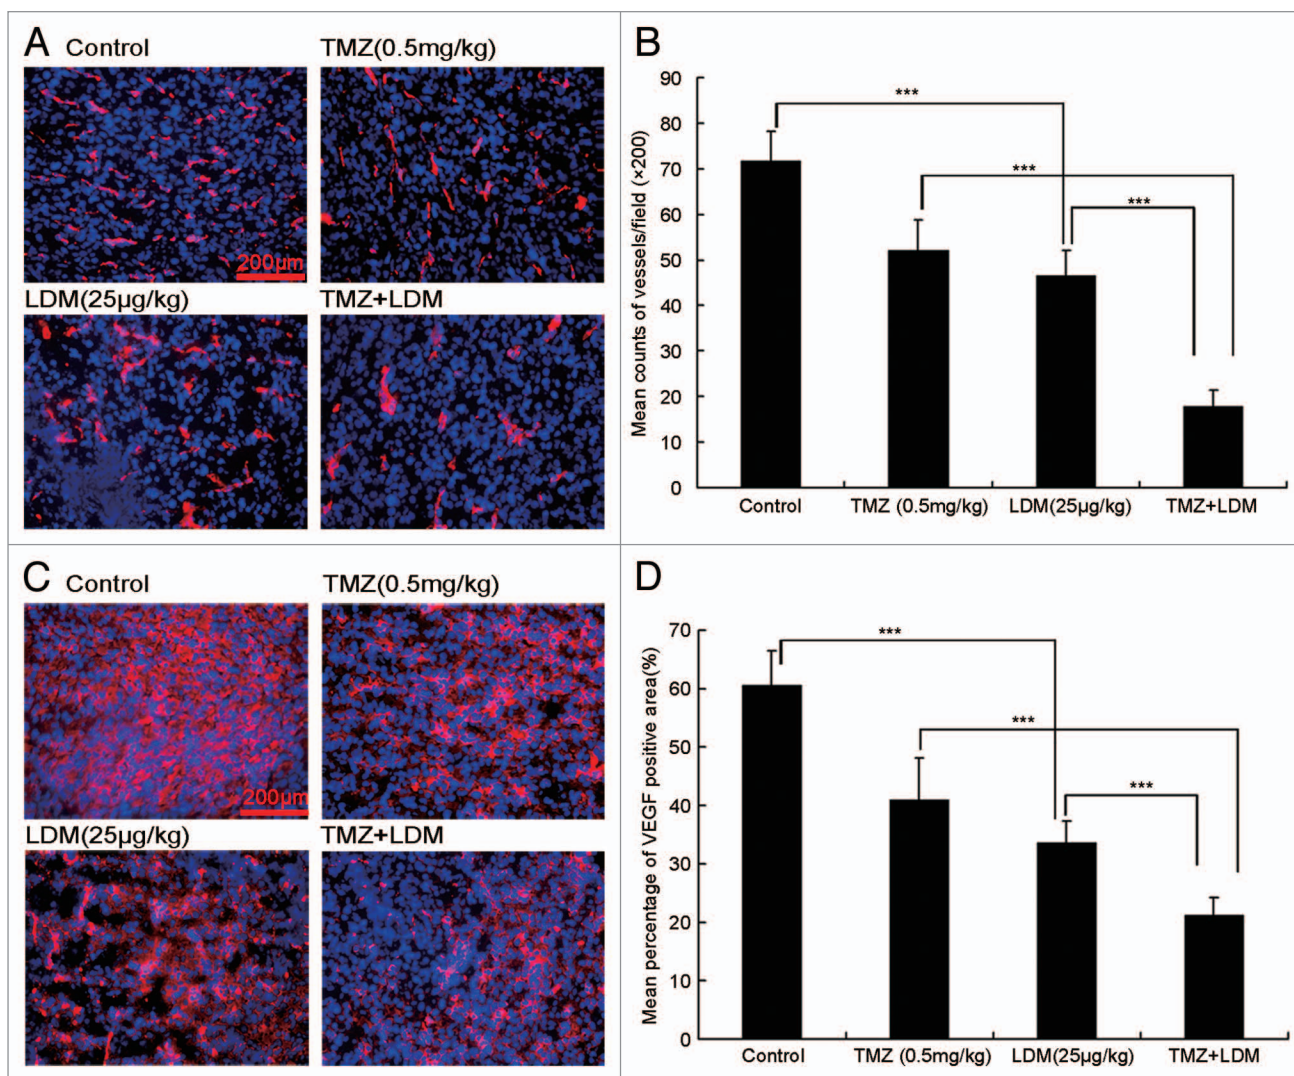 A Control
TMZ(0.5mg/kg)
200µm
LDM(25µg/kg)
TMZ+LDM
B
Mean counts of vessels/field (×200)
90
80
70
60
50
40
30
20
10
0
***
***
***
Control
TMZ (0.5mg/kg)
LDM(25µg/kg)
TMZ+LDM
C Control
TMZ(0.5mg/kg)
200µm
LDM(25µg/kg)
TMZ+LDM
D
Mean percentage of VEGF positive area(%)
70
60
50
40
30
20
10
0
***
***
***
Control
TMZ (0.5mg/kg)
LDM(25µg/kg)
TMZ+LDM